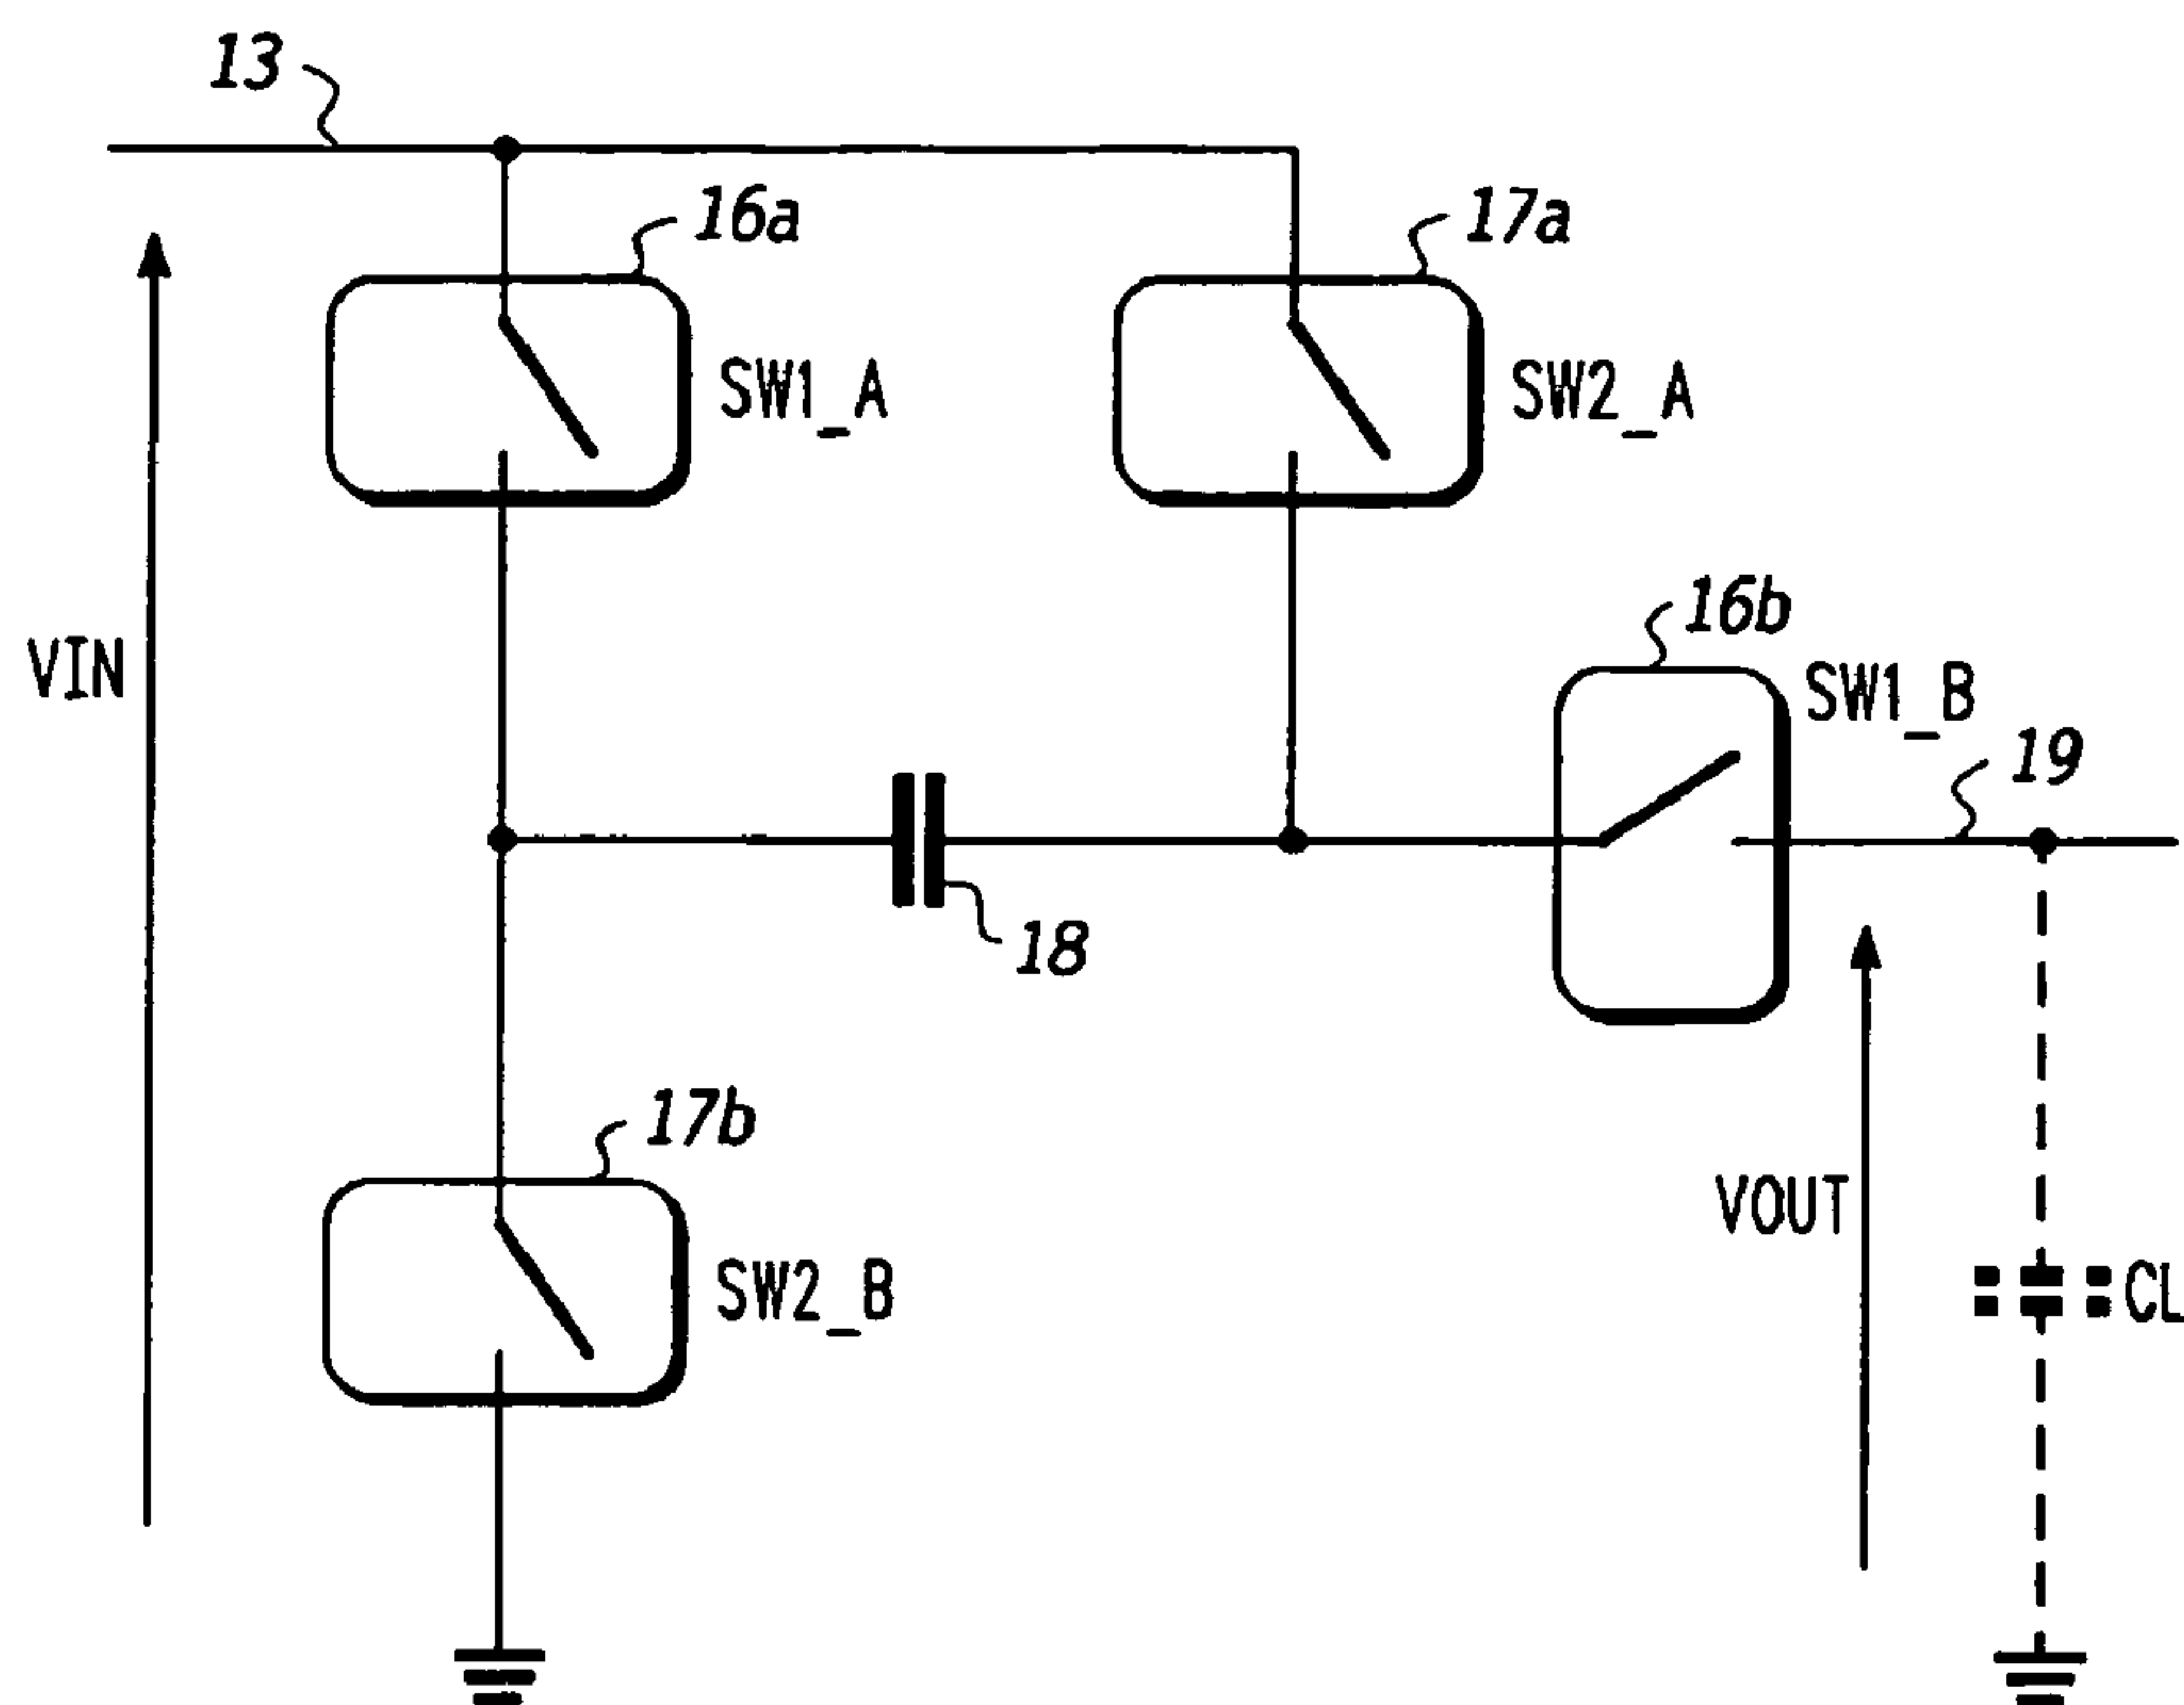 13
16a
17a
SW1_A
SW2_A
16b
VIN
SW1_B
19
18
17b
VOUT
SW2_B
CL